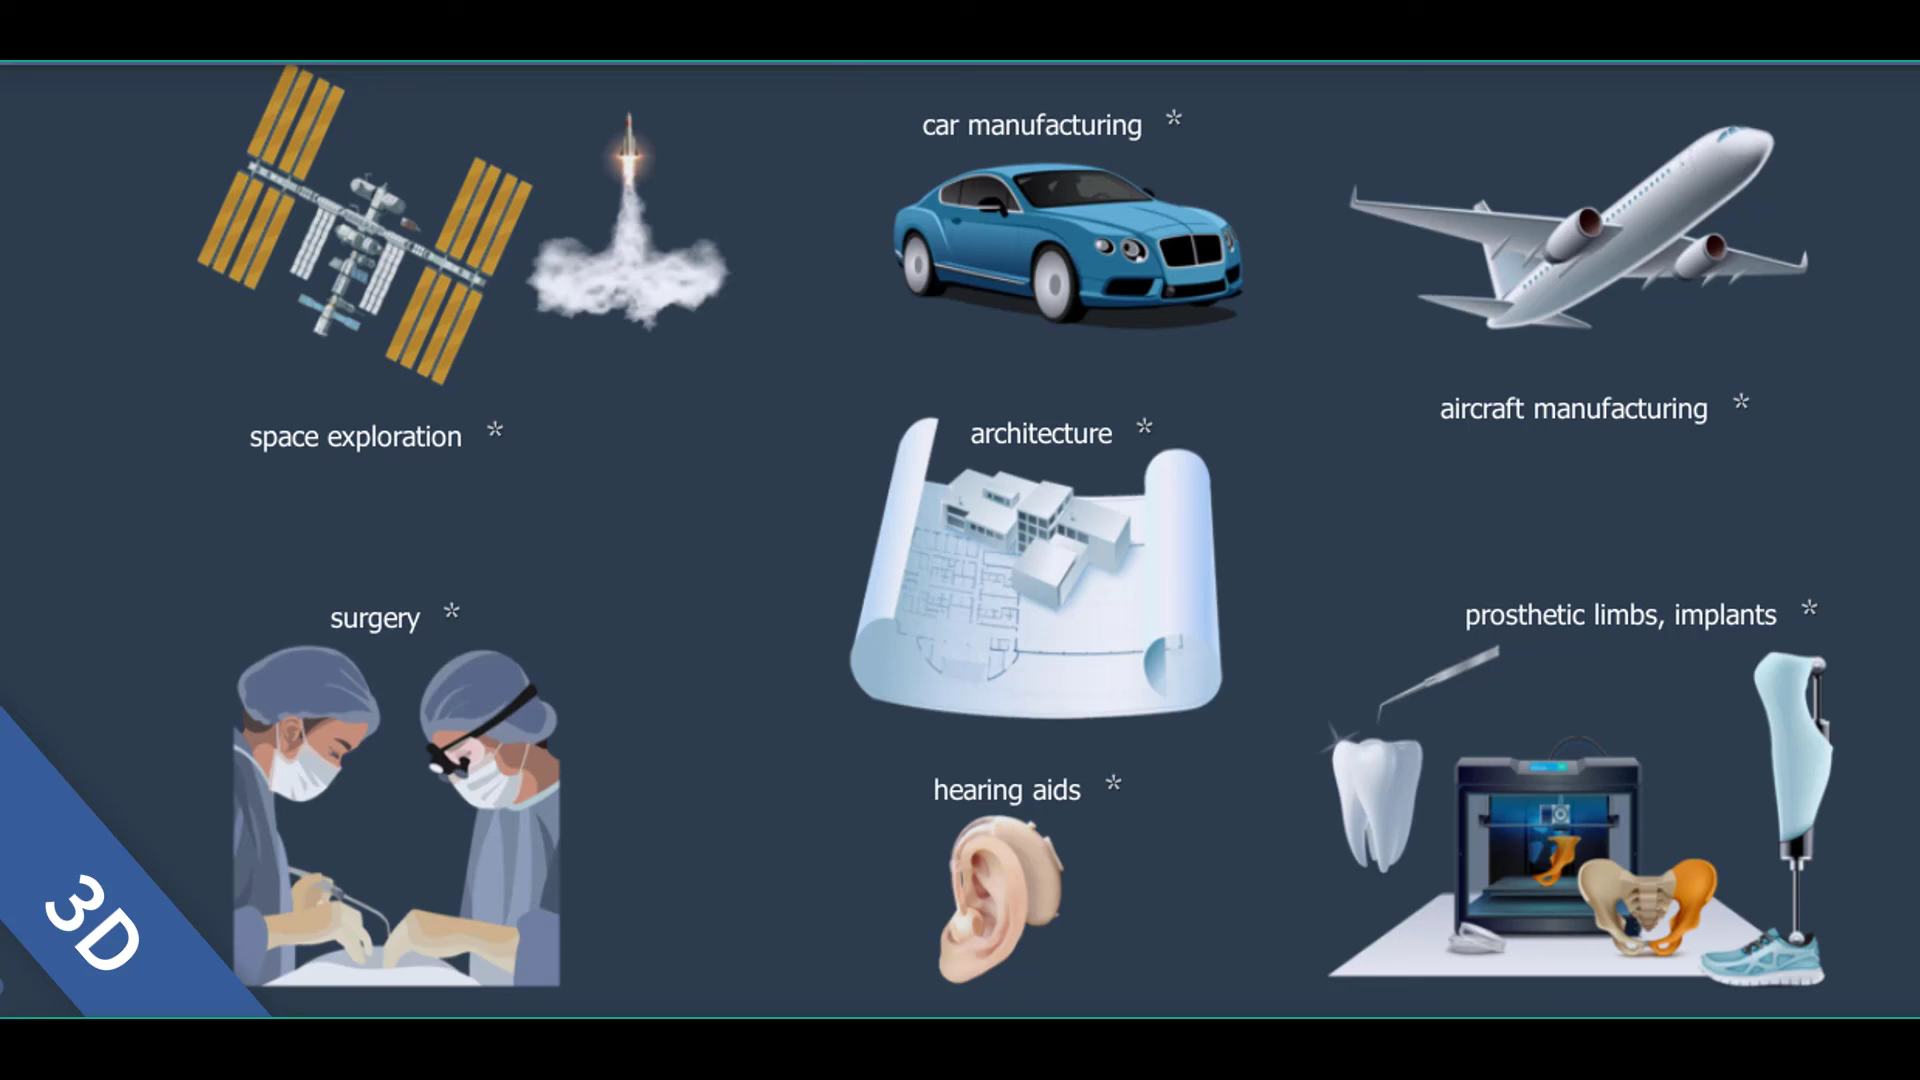 car manufacturing *
space exploration *
architecture *
aircraft manufacturing *
surgery *
prosthetic limbs, implants *
hearing aids *
3D